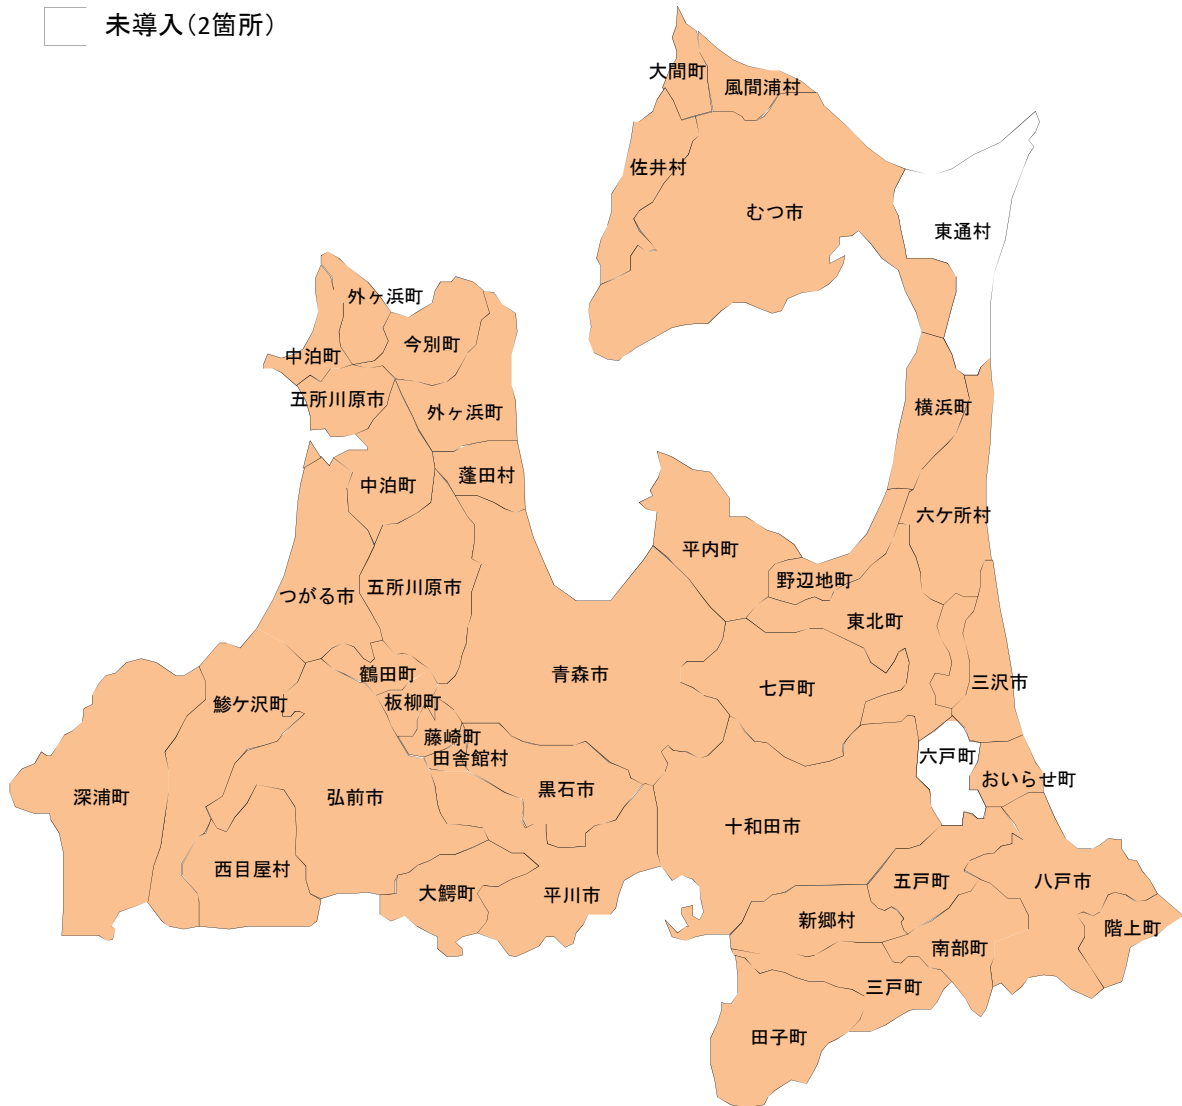 未導入（2箇所）
大間町
風間浦村
佐井村
むつ市
東通村
外ヶ浜町
今別町
中泊町
五所川原市
外ヶ浜町
横浜町
蓬田村
中泊町
六ケ所村
平内町
野辺地町
五所川原市
つがる市
東北町
青森市
鶴田町
七戸町
三沢市
板柳町
鰺ケ沢町
藤崎町
田舎館村
六戸町
おいらせ町
黒石市
深浦町
弘前市
十和田市
西目屋村
五戸町
八戸市
大鰐町
平川市
新郷村
階上町
南部町
三戸町
田子町